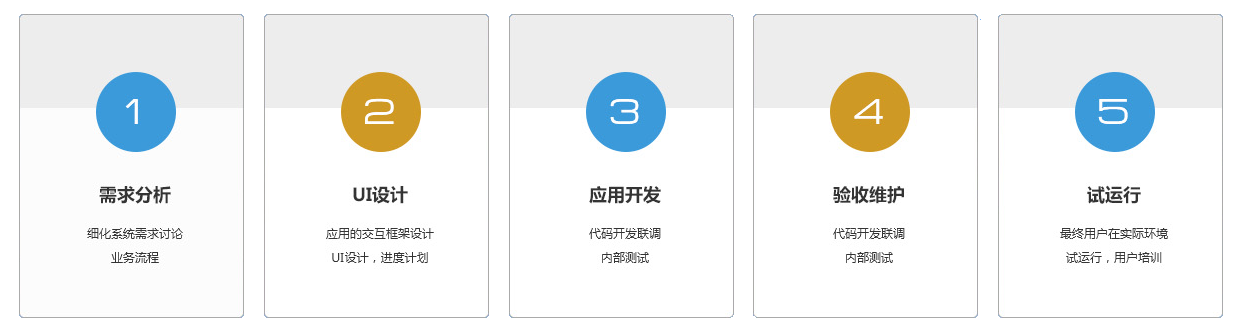 1
需求分析
细化系统需求讨论
业务流程
2
UI设计
应用的交互框架设计
UI设计，进度计划
3
应用开发
代码开发联调
内部测试
4
验收维护
代码开发联调
内部测试
5
试运行
最终用户在实际环境
试运行，用户培训